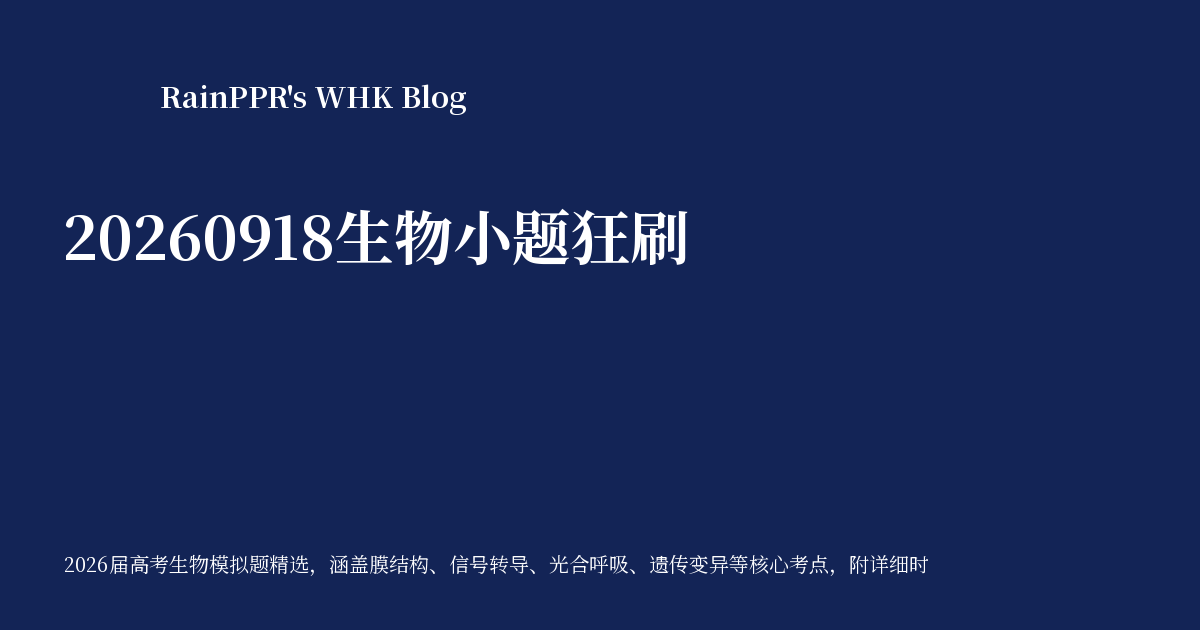 RainPPR's WHK Blog
20260918生物小题狂刷
2026届高考生物模拟题精选，涵盖膜结构、信号转导、光合呼吸、遗传变异等核心考点，附详细时